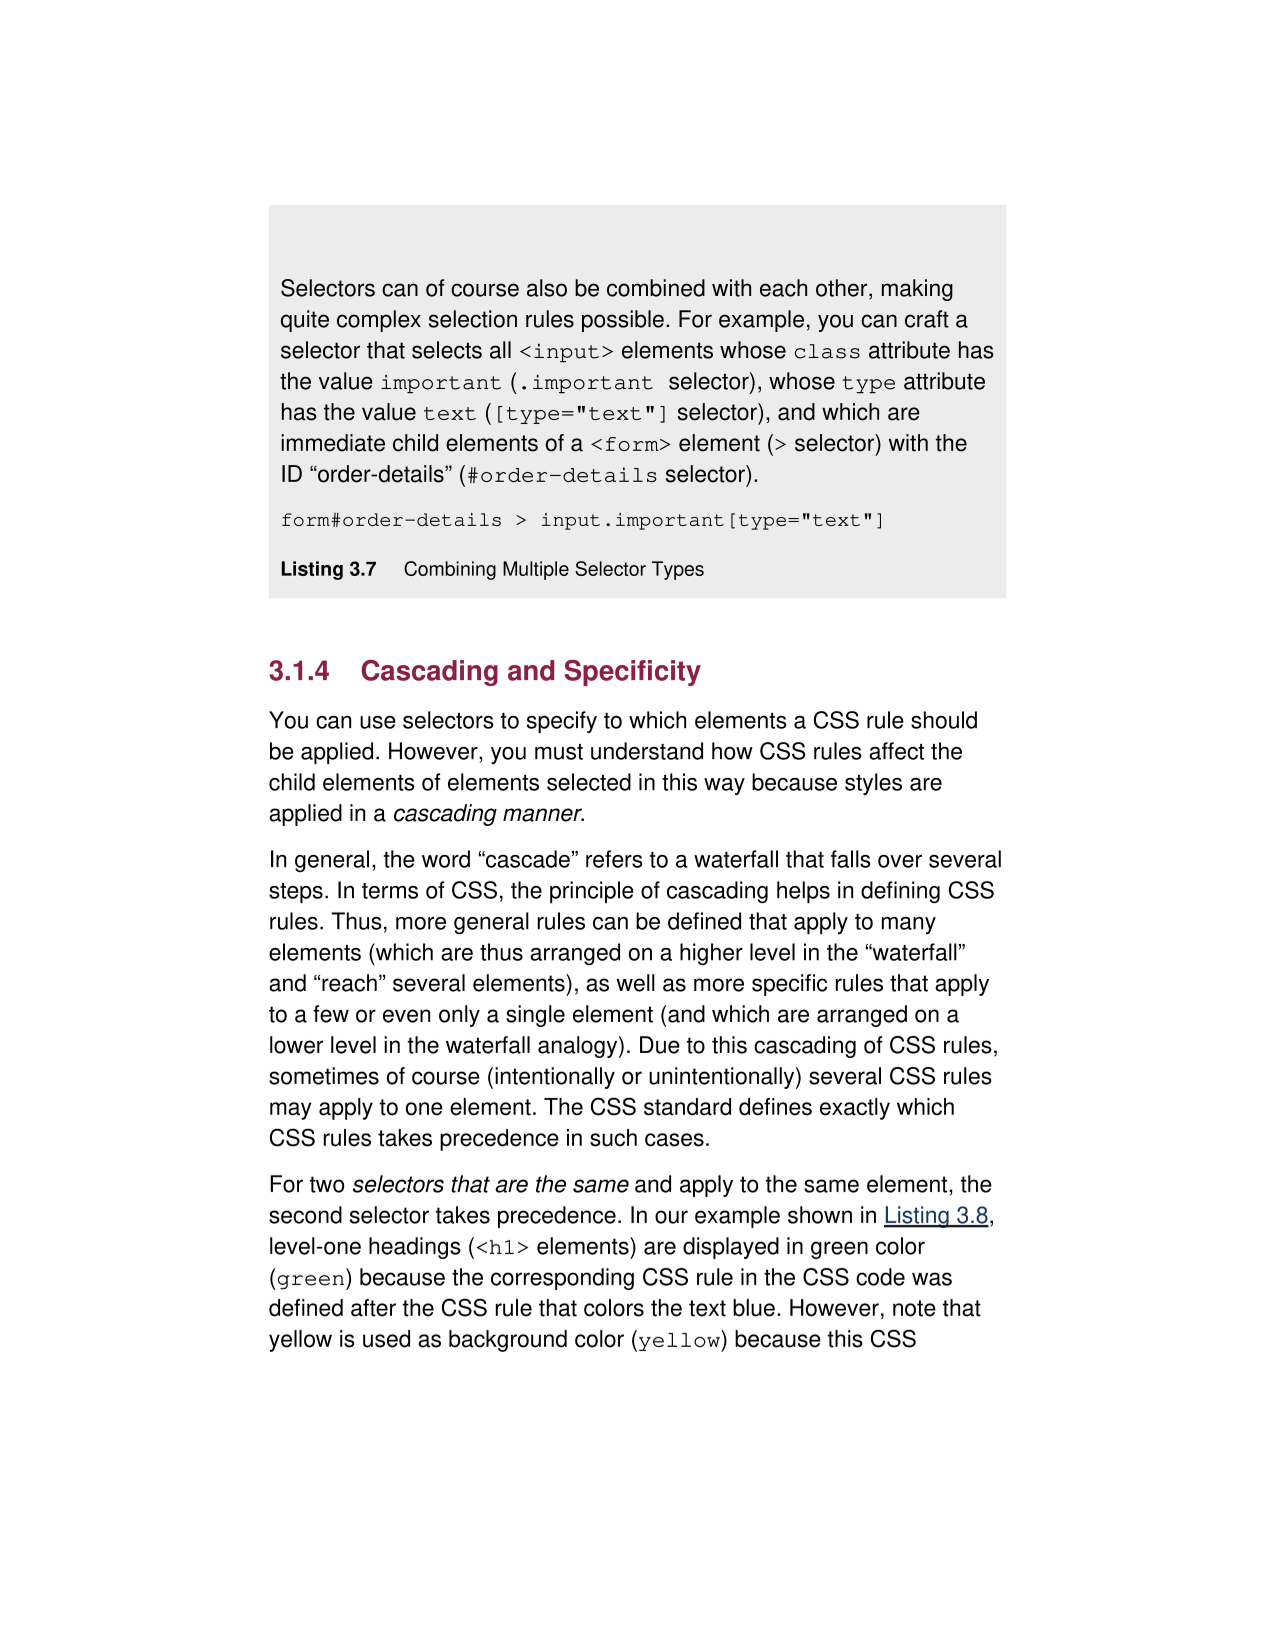 Selectors can of course also be combined with each other, making
quite complex selection rules possible. For example, you can craft a
selector that selects all <input> elements whose class attribute has
the value important (.important selector), whose type attribute
has the value text ([type="text"] selector), and which are
immediate child elements of a <form> element (> selector) with the
ID “order-details” (#order-details selector).
form#order-details > input.important[type="text"]
Listing 3.7 Combining Multiple Selector Types
3.1.4 Cascading and Specificity
You can use selectors to specify to which elements a CSS rule should
be applied. However, you must understand how CSS rules affect the
child elements of elements selected in this way because styles are
applied in a cascading manner.
In general, the word “cascade” refers to a waterfall that falls over several
steps. In terms of CSS, the principle of cascading helps in defining CSS
rules. Thus, more general rules can be defined that apply to many
elements (which are thus arranged on a higher level in the “waterfall”
and “reach” several elements), as well as more specific rules that apply
to a few or even only a single element (and which are arranged on a
lower level in the waterfall analogy). Due to this cascading of CSS rules,
sometimes of course (intentionally or unintentionally) several CSS rules
may apply to one element. The CSS standard defines exactly which
CSS rules takes precedence in such cases.
For two selectors that are the same and apply to the same element, the
second selector takes precedence. In our example shown in Listing 3.8,
level-one headings (<h1> elements) are displayed in green color
(green) because the corresponding CSS rule in the CSS code was
defined after the CSS rule that colors the text blue. However, note that
yellow is used as background color (yellow) because this CSS